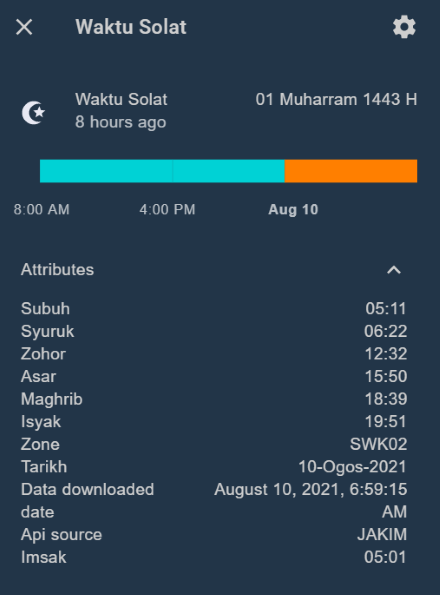 Waktu Solat
Waktu Solat 01 Muharram 1443 H
8 hours ago
8:00 AM 4:00 PM Aug 10
Attributes
Subuh 05:11
Syuruk 06:22
Zohor 12:32
Asar 15:50
Maghrib 18:39
Isyak 19:51
Zone SWK02
Tarikh 10-Ogos-2021
Data downloaded August 10, 2021, 6:59:15
date AM
Api source JAKIM
Imsak 05:01